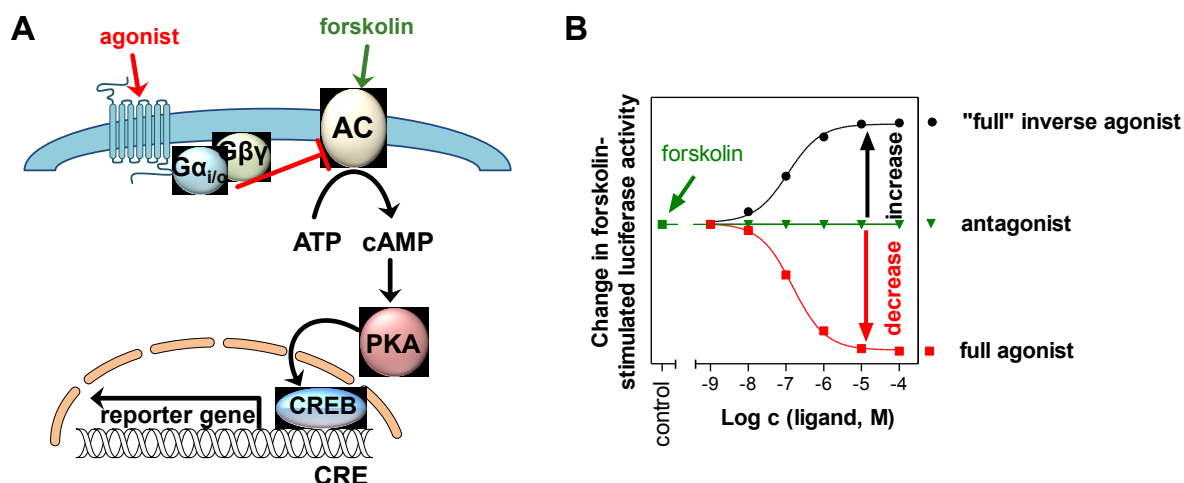 A
agonist
forskolin
AC
Gβγ
Gαi/o
ATP
cAMP
PKA
CREB
reporter gene
CRE
B
Change in forskolin-
stimulated luciferase activity
forskolin
increase
decrease
"full" inverse agonist
antagonist
full agonist
control
-9 -8 -7 -6 -5 -4
Log c (ligand, M)